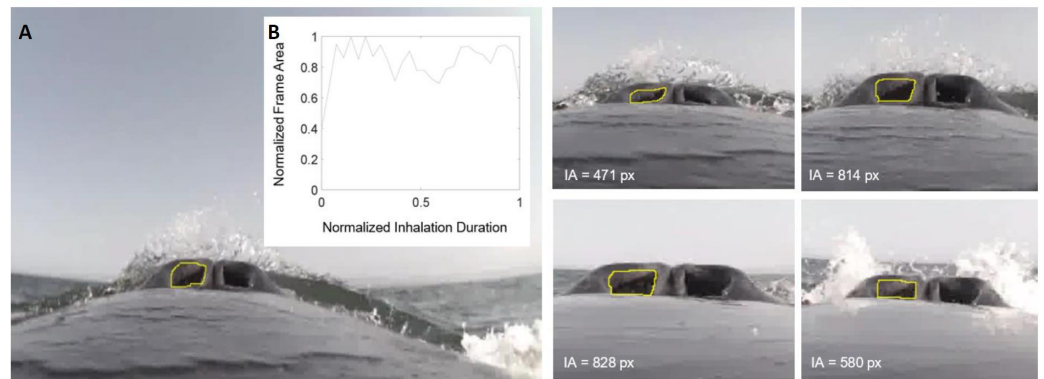 A
B
Normalized Frame Area
1
0.8
0.6
0.4
0.2
0
0
0.5
1
Normalized Inhalation Duration
IA = 471 px
IA = 814 px
IA = 828 px
IA = 580 px